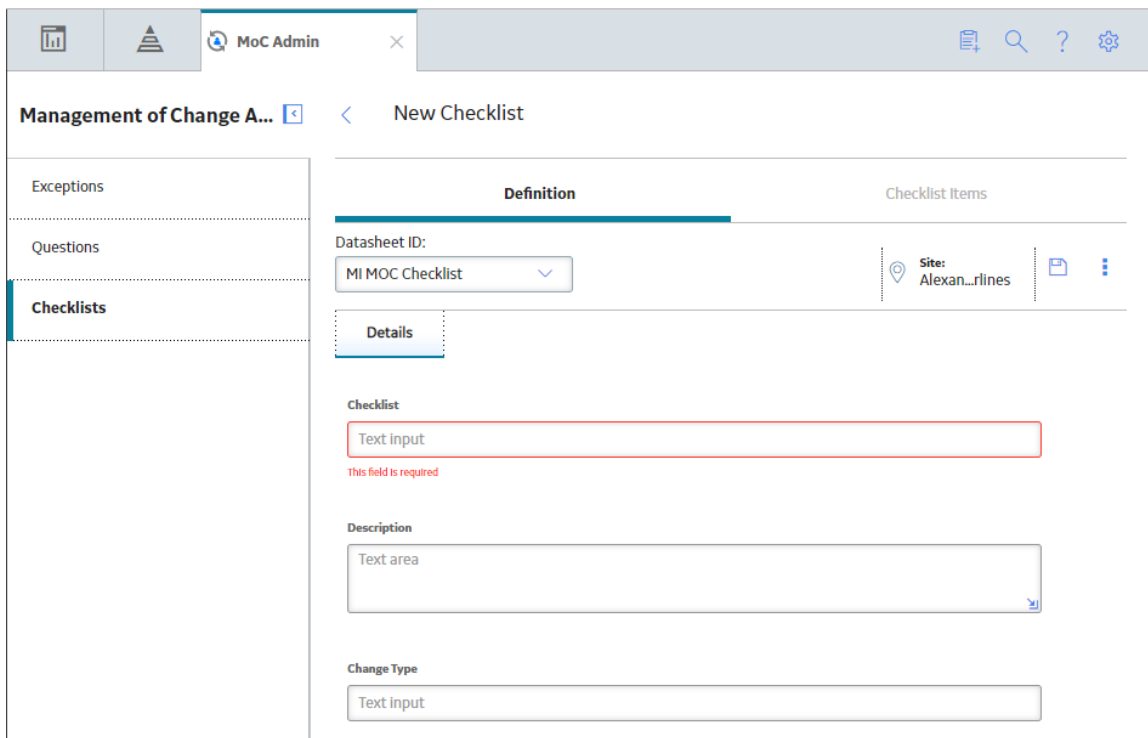 MoC Admin
Management of Change A...
New Checklist
Exceptions
Questions
Checklists
Definition
Checklist Items
Datasheet ID:
MI MOC Checklist
Site:
Alexan...rlines
Details
Checklist
Text input
This field is required
Description
Text area
Change Type
Text input